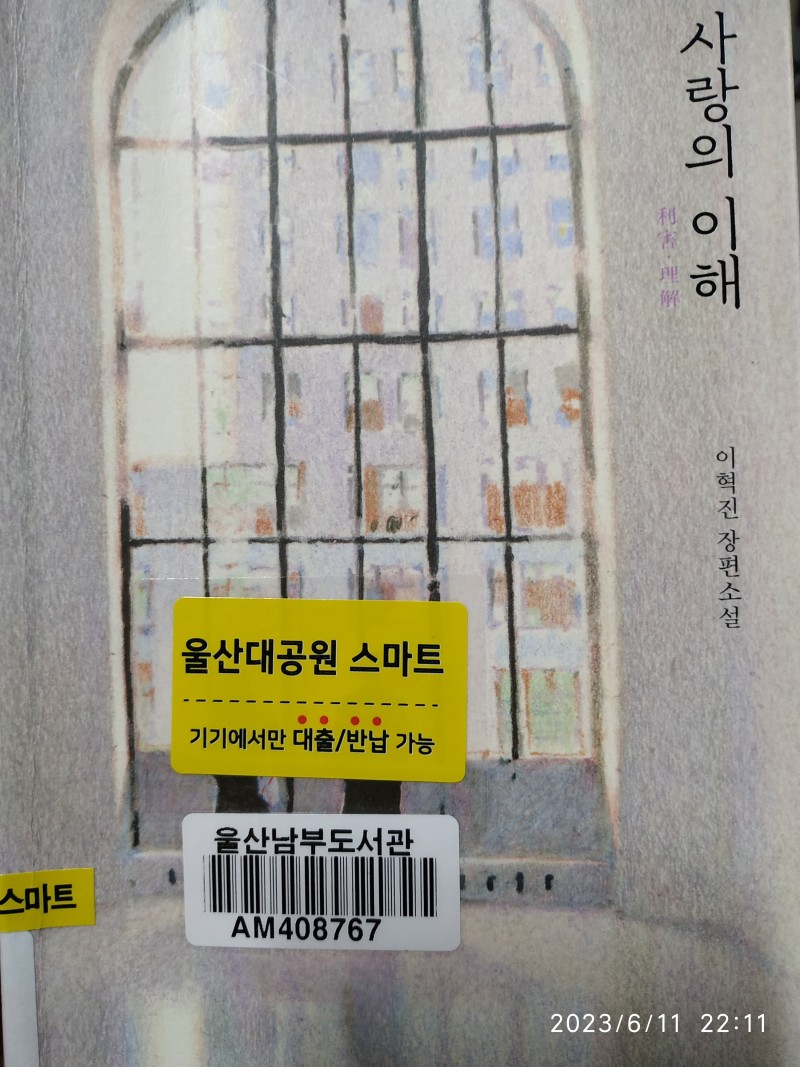 사랑의 이해
利害·理解
이혁진 장편소설
울산대공원 스마트
기기에서만 대출/반납 가능
울산남부도서관
AM408767
스마트
2023/6/11 22:11